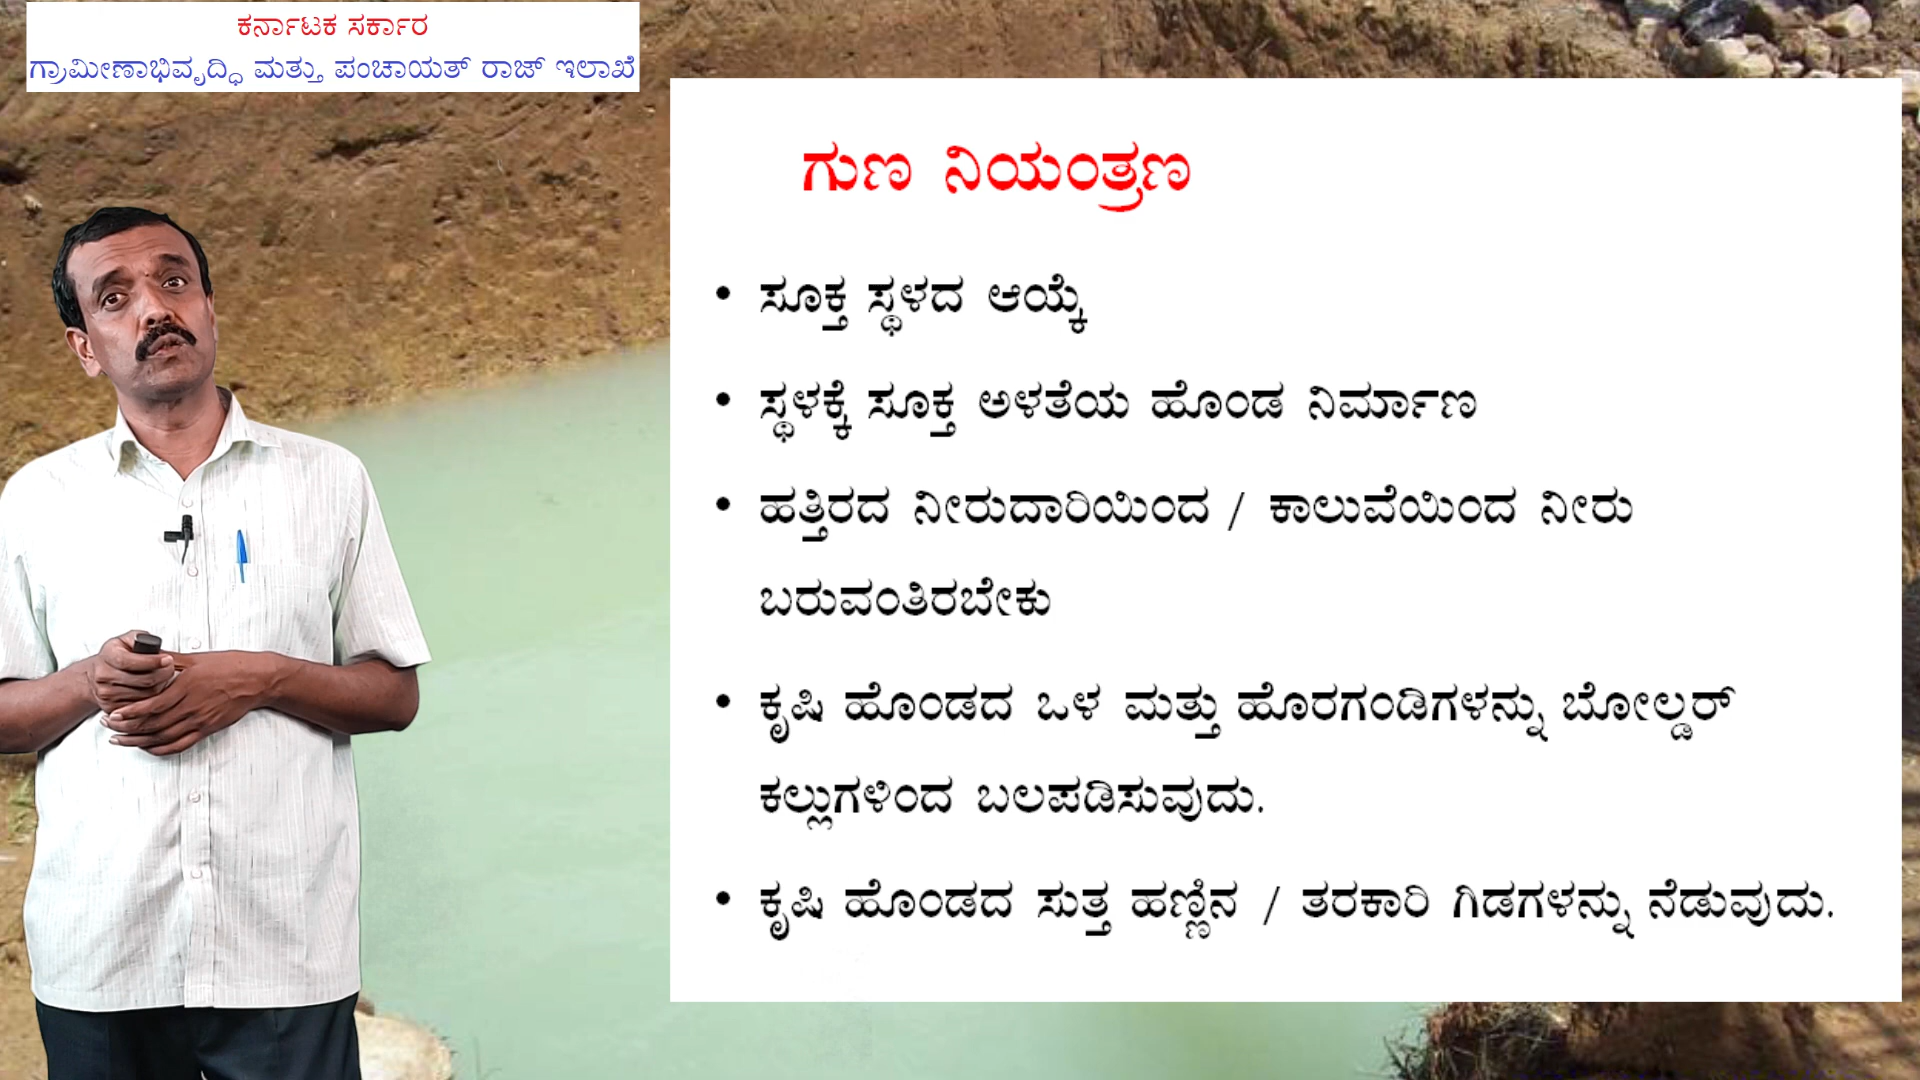 ಕರ್ನಾಟಕ ಸರ್ಕಾರ
ಗ್ರಾಮೀಣಾಭಿವೃದ್ಧಿ ಮತ್ತು ಪಂಚಾಯತ್ ರಾಜ್ ಇಲಾಖೆ
ಗುಣ ನಿಯಂತ್ರಣ
• ಸೂಕ್ತ ಸ್ಥಳದ ಆಯ್ಕೆ
• ಸ್ಥಳಕ್ಕೆ ಸೂಕ್ತ ಅಳತೆಯ ಹೊಂಡ ನಿರ್ಮಾಣ
• ಹತ್ತಿರದ ನೀರುದಾರಿಯಿಂದ / ಕಾಲುವೆಯಿಂದ ನೀರು
ಬರುವಂತಿರಬೇಕು
• ಕೃಷಿ ಹೊಂಡದ ಒಳ ಮತ್ತು ಹೊರಗಂಡಿಗಳನ್ನು ಬೋಲ್ಡರ್
ಕಲ್ಲುಗಳಿಂದ ಬಲಪಡಿಸುವುದು.
• ಕೃಷಿ ಹೊಂಡದ ಸುತ್ತ ಹಣ್ಣಿನ / ತರಕಾರಿ ಗಿಡಗಳನ್ನು ನೆಡುವುದು.